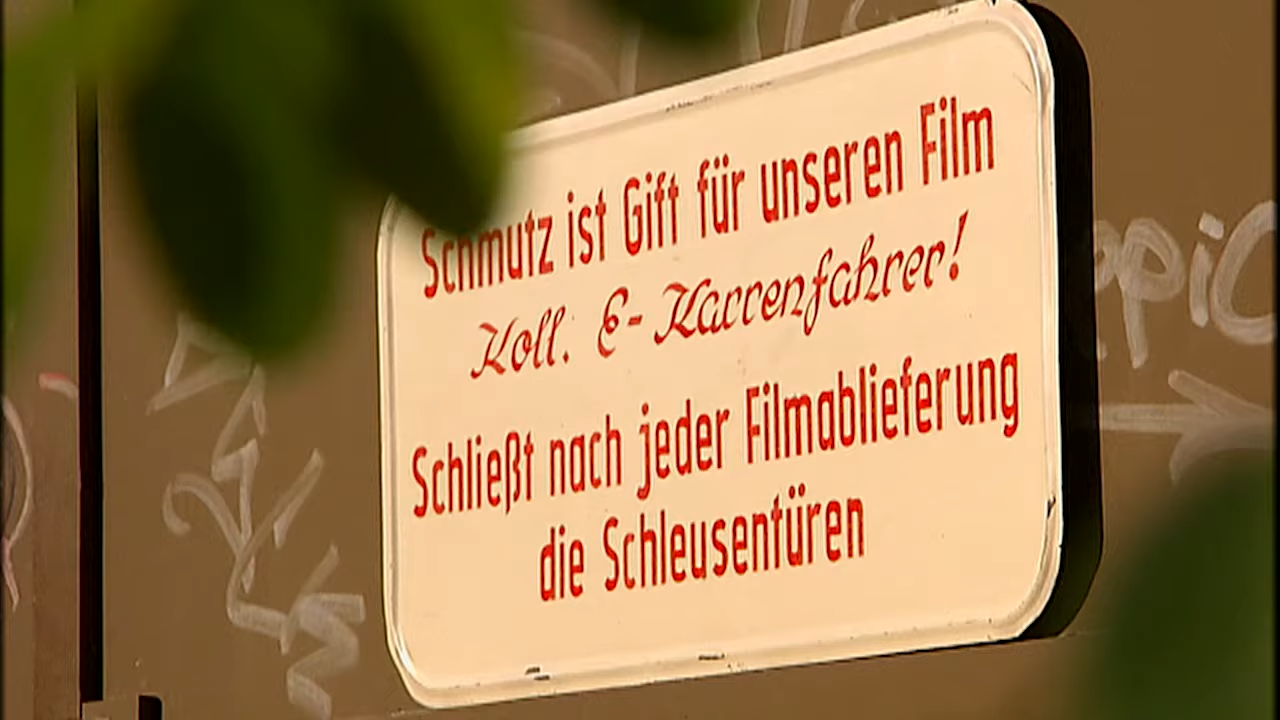 Schmutz ist Gift für unseren Film
Koll. E-Karrenfahrer!
Schließt nach jeder Filmablieferung
die Schleusentüren